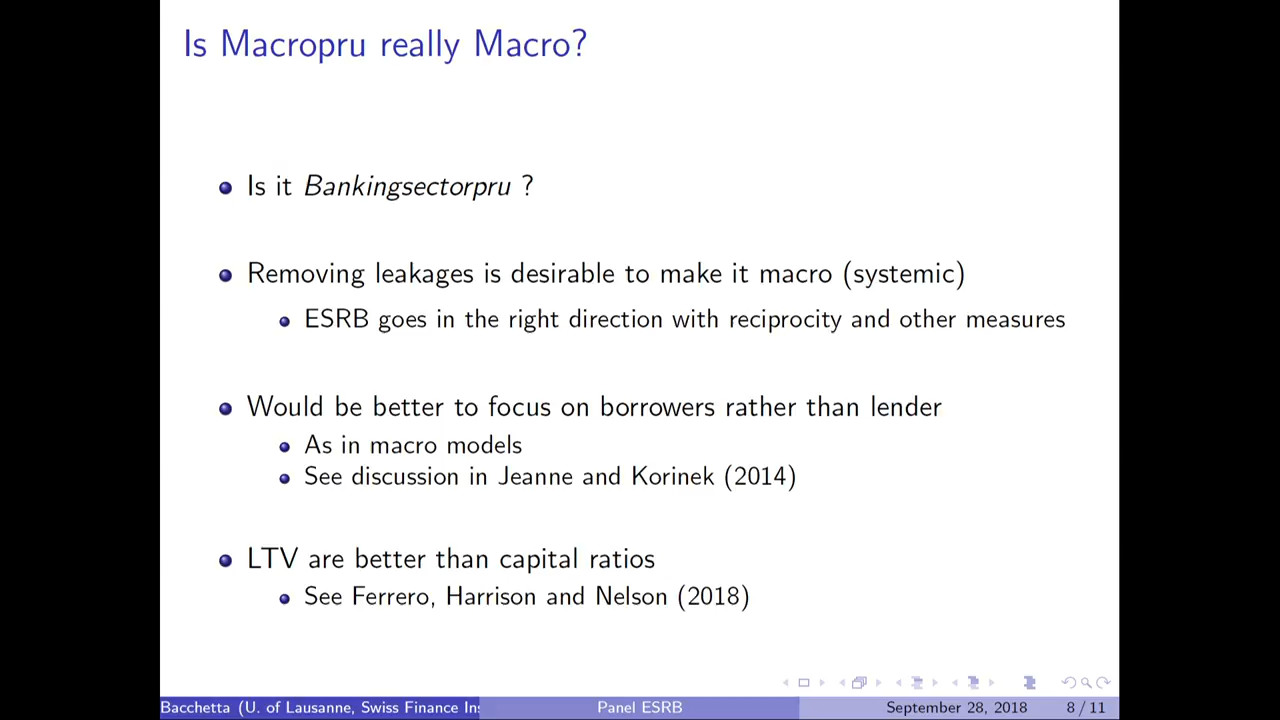 Is Macropru really Macro?
Is it Bankingsectorpru ?
Removing leakages is desirable to make it macro (systemic)
ESRB goes in the right direction with reciprocity and other measures
Would be better to focus on borrowers rather than lender
As in macro models
See discussion in Jeanne and Korinek (2014)
LTV are better than capital ratios
See Ferrero, Harrison and Nelson (2018)
Bacchetta (U. of Lausanne, Swiss Finance Ins
Panel ESRB
September 28, 2018
8 / 11